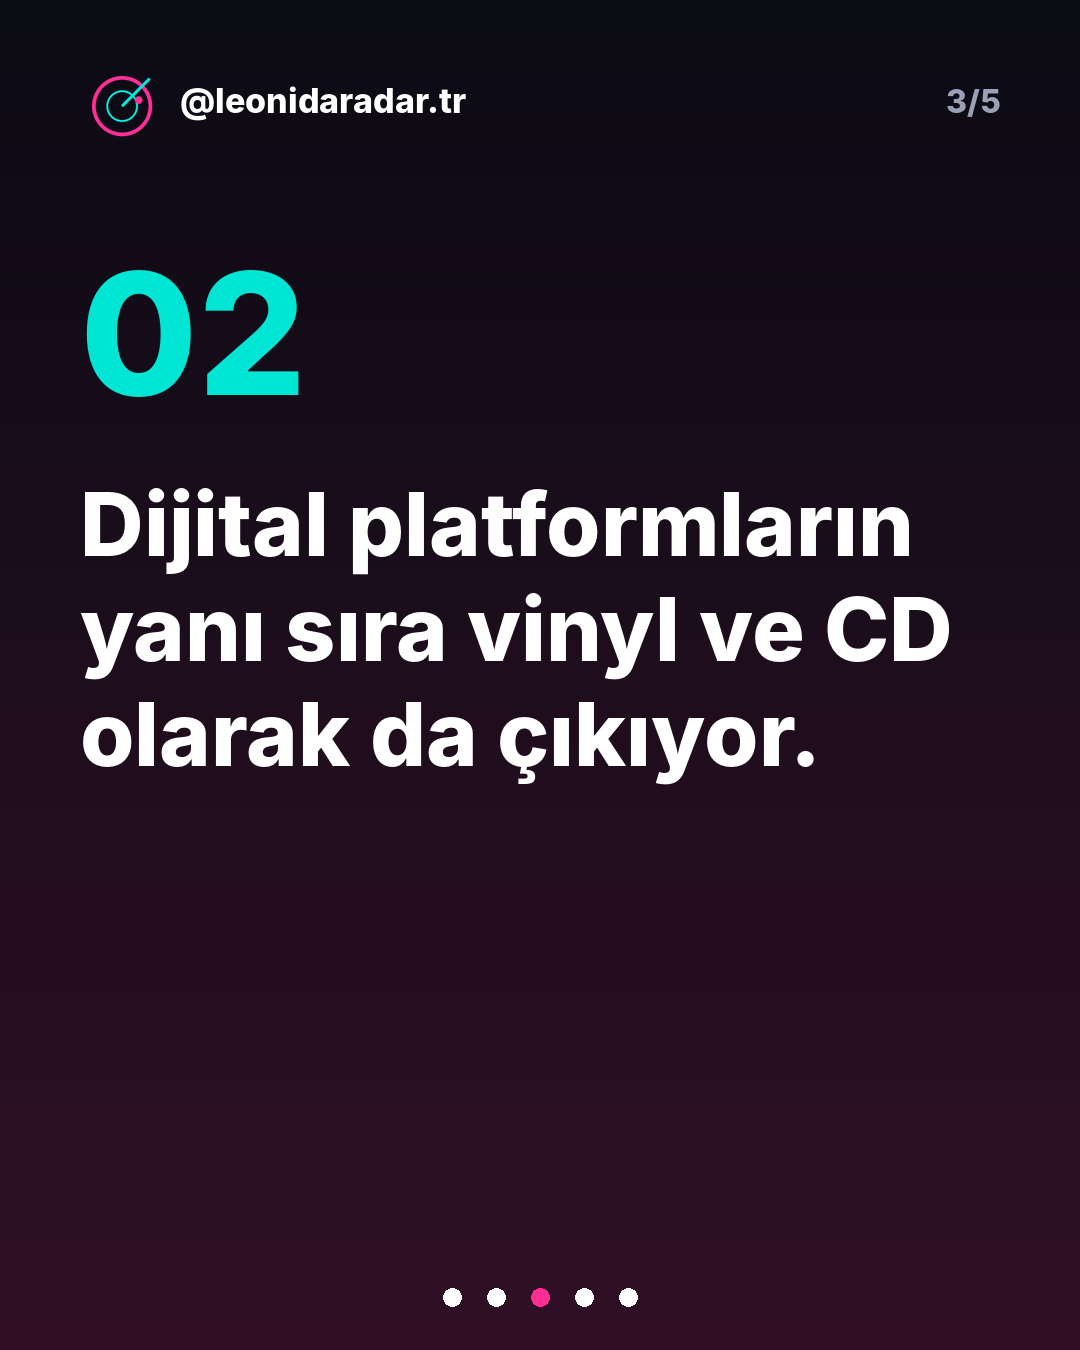 @leonidaradar.tr
3/5
02
Dijital platformların
yanı sıra vinyl ve CD
olarak da çıkıyor.